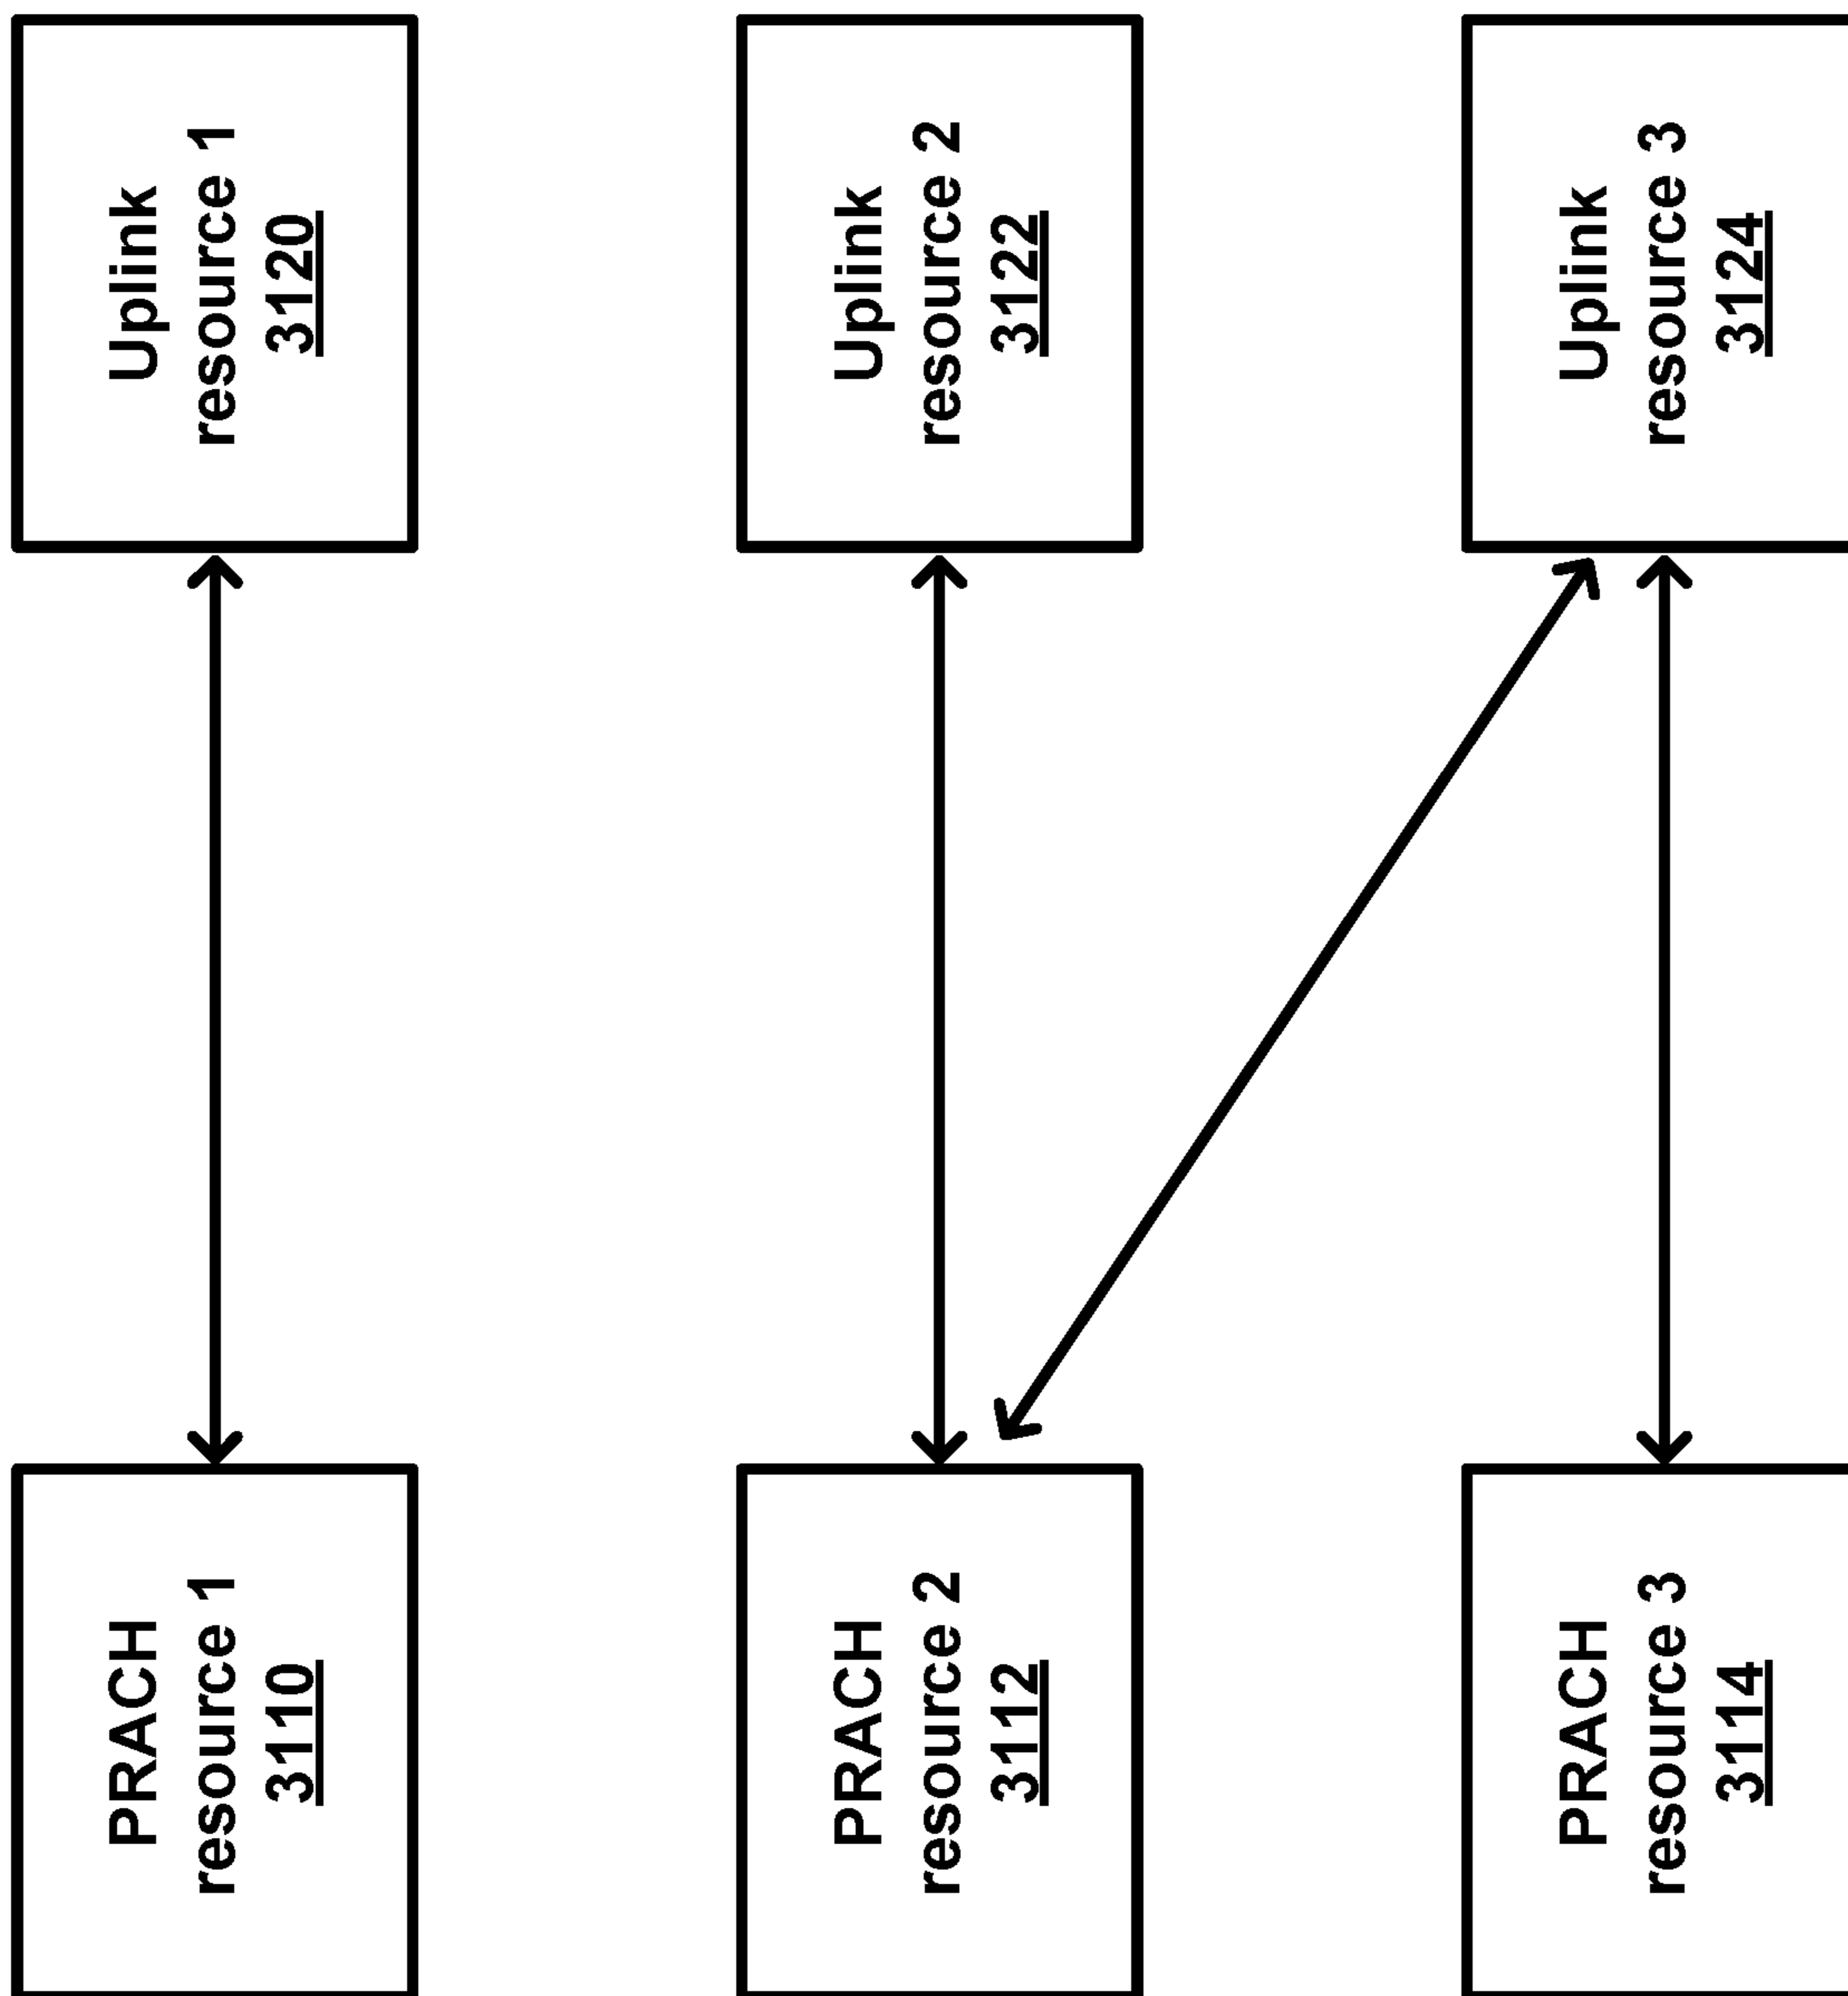 PRACH
resource 1
3110
Uplink
resource 1
3120
PRACH
resource 2
3112
Uplink
resource 2
3122
PRACH
resource 3
3114
Uplink
resource 3
3124